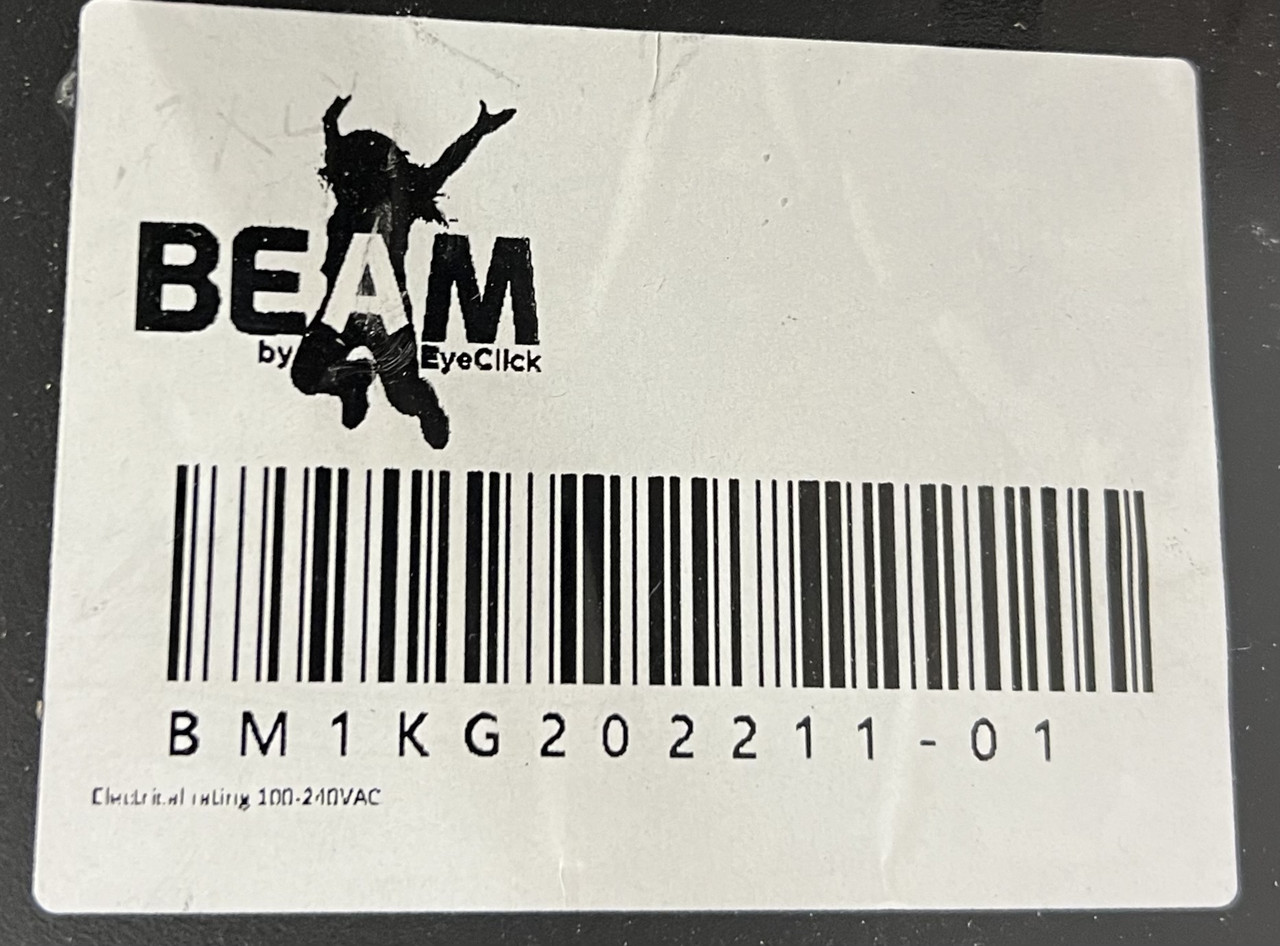 BEAM
by EyeClick
BM1KG202211-01
Electrical rating 100-240VAC